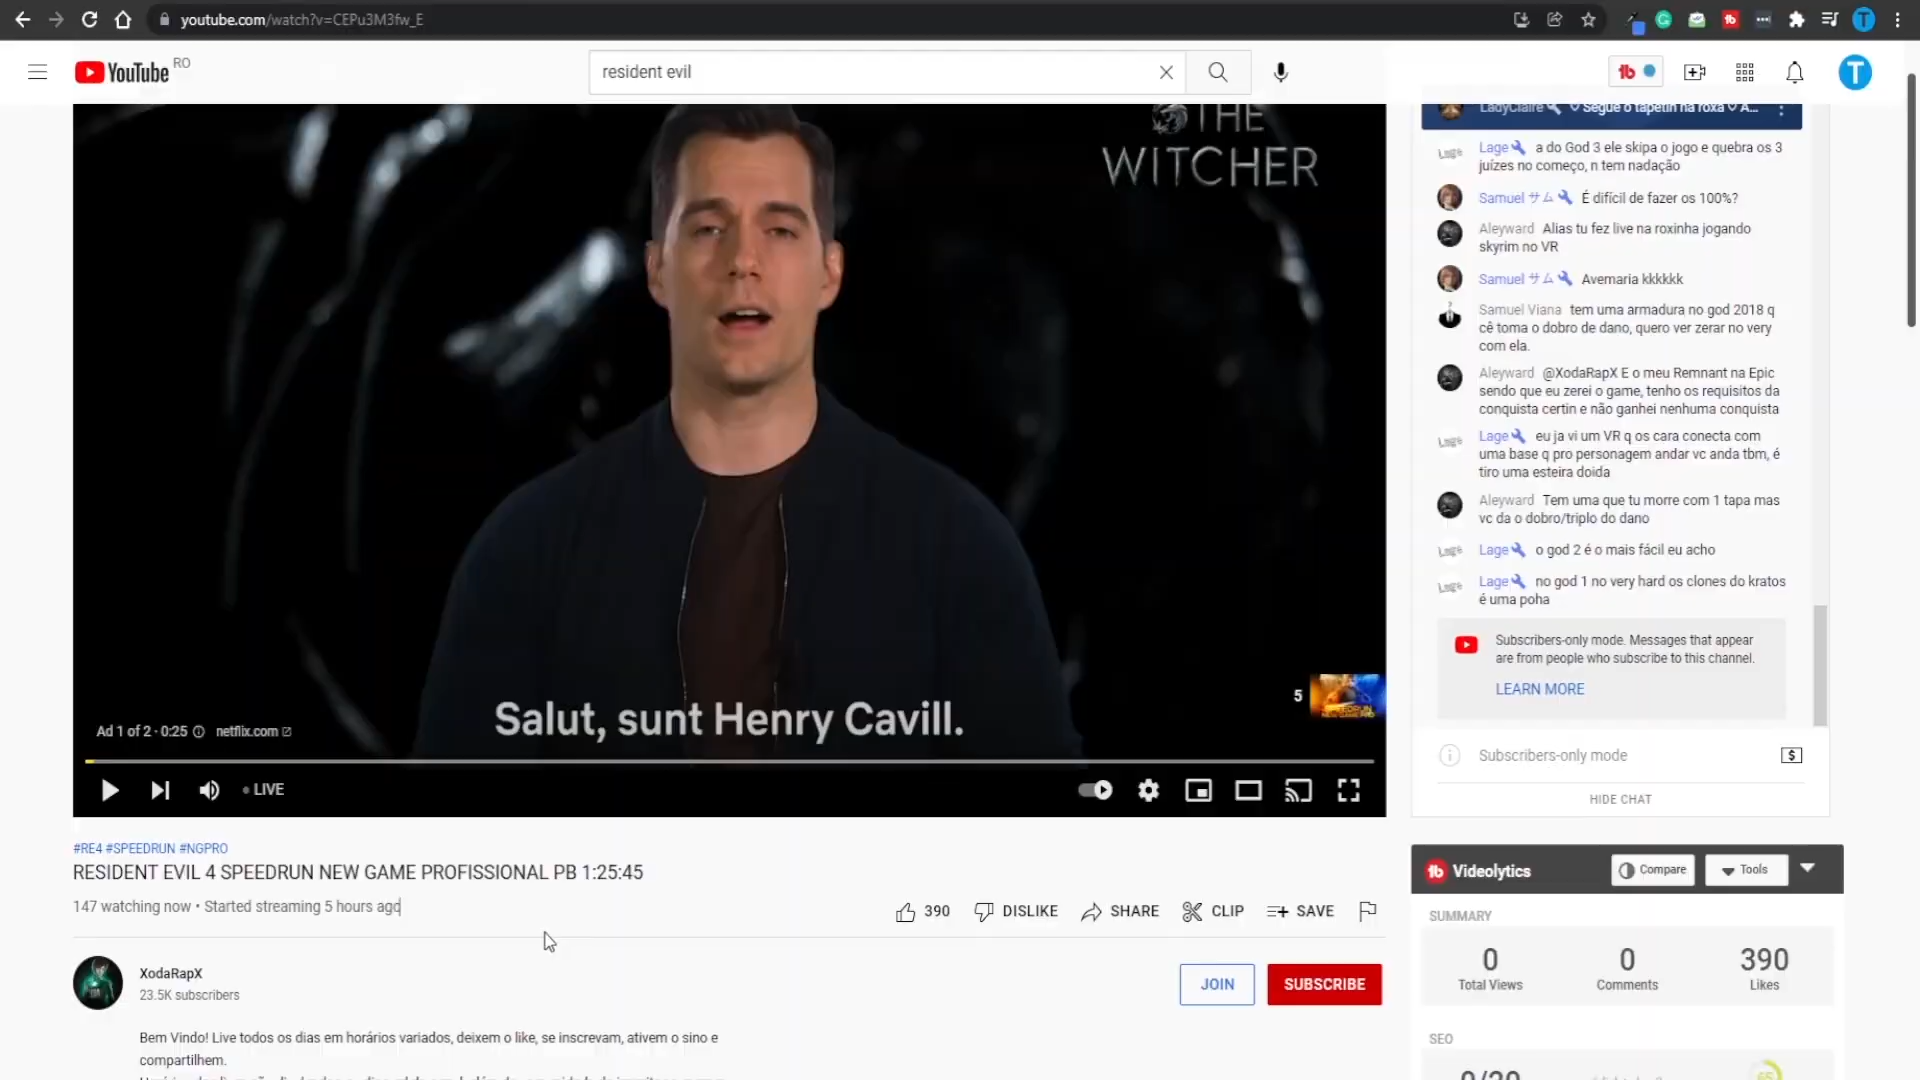 youtube.com/watch?v=CEPu3M3fw_E
YouTube RO
resident evil
THE
WITCHER
Salut, sunt Henry Cavill.
5
Ad 1 of 2 · 0:25 netflix.com
LIVE
#RE4 #SPEEDRUN #NGPRO
RESIDENT EVIL 4 SPEEDRUN NEW GAME PROFISSIONAL PB 1:25:45
147 watching now • Started streaming 5 hours ago
390 DISLIKE SHARE CLIP SAVE
XodaRapX
23.5K subscribers
JOIN SUBSCRIBE
Bem Vindo! Live todos os dias em horários variados, deixem o like, se inscrevam, ativem o sino e
compartilhem.
LadyClaire Segue o tapetin na roxa A...
Lage a do God 3 ele skipa o jogo e quebra os 3
juízes no começo, n tem nadação
Samuel サム É difícil de fazer os 100%?
Aleyward Alias tu fez live na roxinha jogando
skyrim no VR
Samuel サム Avemaria kkkkkk
Samuel Viana tem uma armadura no god 2018 q
cê toma o dobro de dano, quero ver zerar no very
com ela.
Aleyward @XodaRapX E o meu Remnant na Epic
sendo que eu zerei o game, tenho os requisitos da
conquista certin e não ganhei nenhuma conquista
Lage eu ja vi um VR q os cara conecta com
uma base q pro personagem andar vc anda tbm, é
tiro uma esteira doida
Aleyward Tem uma que tu morre com 1 tapa mas
vc da o dobro/triplo do dano
Lage o god 2 é o mais fácil eu acho
Lage no god 1 no very hard os clones do kratos
é uma poha
Subscribers-only mode. Messages that appear
are from people who subscribe to this channel.
LEARN MORE
Subscribers-only mode
HIDE CHAT
Videolytics Compare Tools
SUMMARY
0 0 390
Total Views Comments Likes
SEO